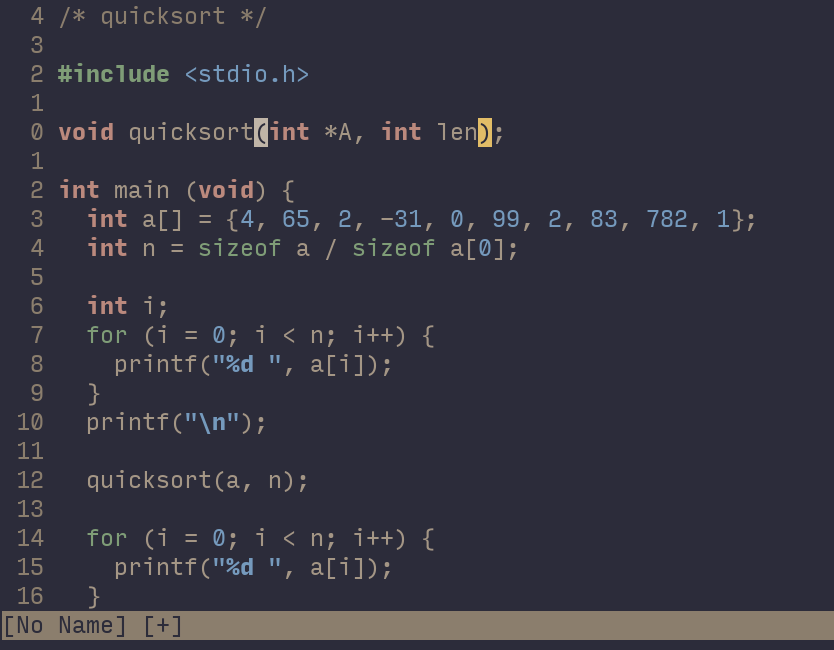 4 /* quicksort */
3
2 #include <stdio.h>
1
0 void quicksort(int *A, int len);
1
2 int main (void) {
3   int a[] = {4, 65, 2, -31, 0, 99, 2, 83, 782, 1};
4   int n = sizeof a / sizeof a[0];
5
6   int i;
7   for (i = 0; i < n; i++) {
8     printf("%d ", a[i]);
9   }
10   printf("\n");
11
12   quicksort(a, n);
13
14   for (i = 0; i < n; i++) {
15     printf("%d ", a[i]);
16   }
[No Name] [+]